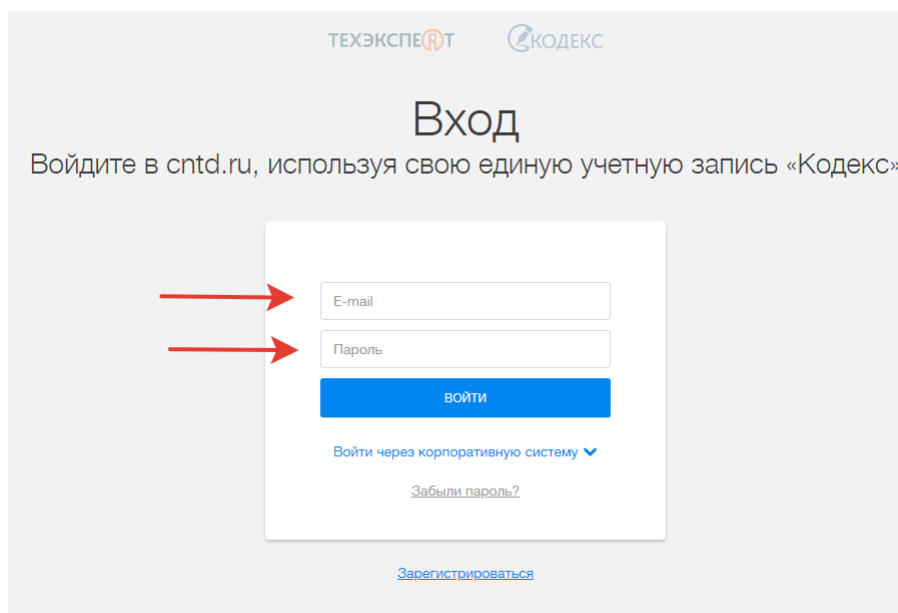 ТЕХЭКСПЕRТ КОДЕКС
Вход
Войдите в cntd.ru, используя свою единую учетную запись «Кодекс»
E-mail
Пароль
ВОЙТИ
Войти через корпоративную систему
Забыли пароль?
Зарегистрироваться